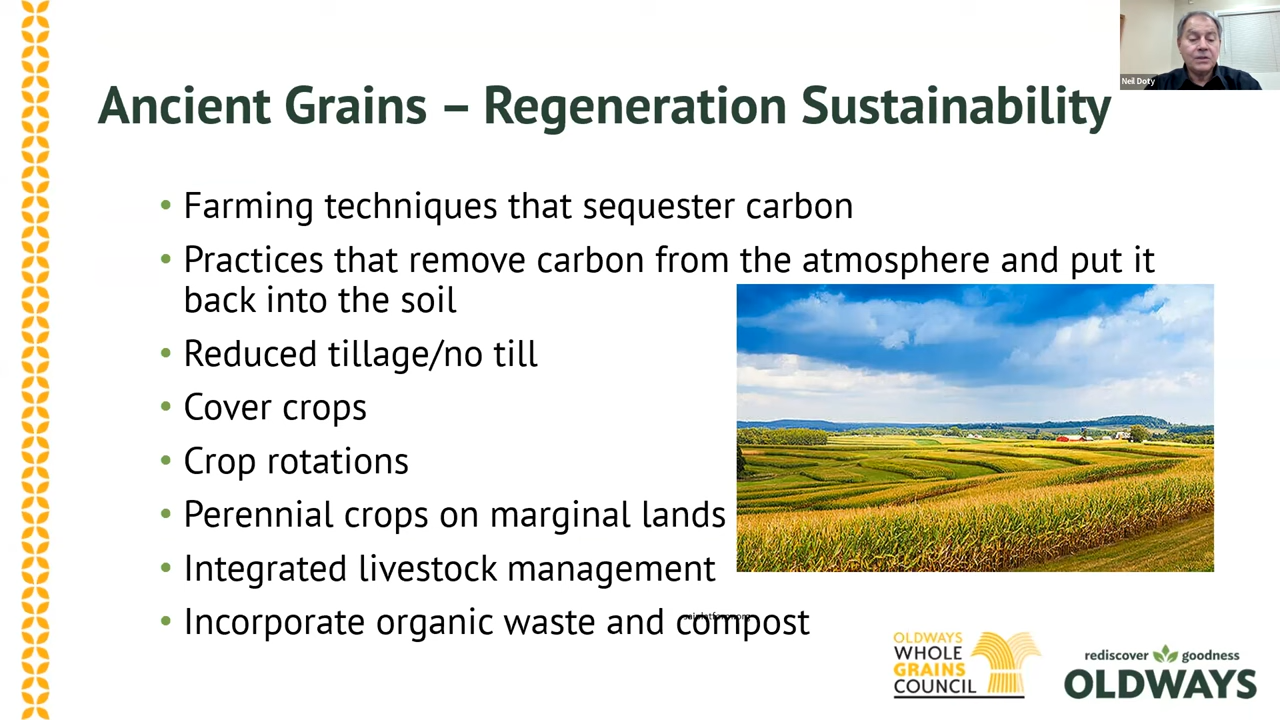 Neil Doty
Ancient Grains – Regeneration Sustainability
• Farming techniques that sequester carbon
• Practices that remove carbon from the atmosphere and put it
back into the soil
• Reduced tillage/no till
• Cover crops
• Crop rotations
• Perennial crops on marginal lands
• Integrated livestock management
• Incorporate organic waste and compost
OLDWAYS
WHOLE
GRAINS
COUNCIL
rediscover goodness
OLDWAYS